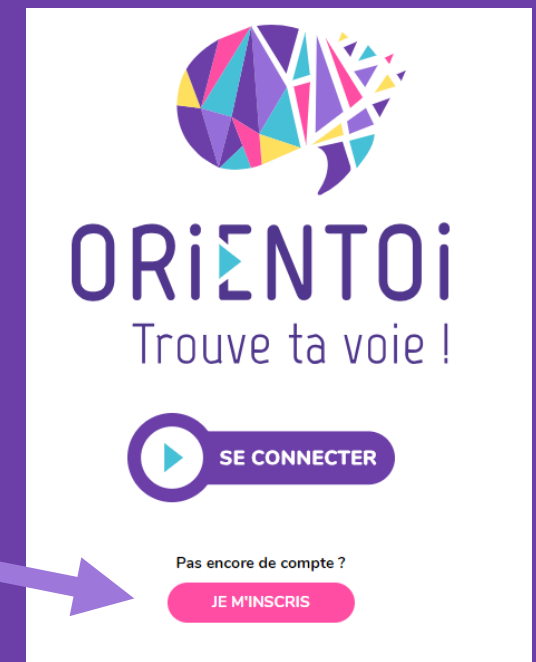 ORiENTOi
Trouve ta voie !
SE CONNECTER
Pas encore de compte ?
JE M'INSCRIS